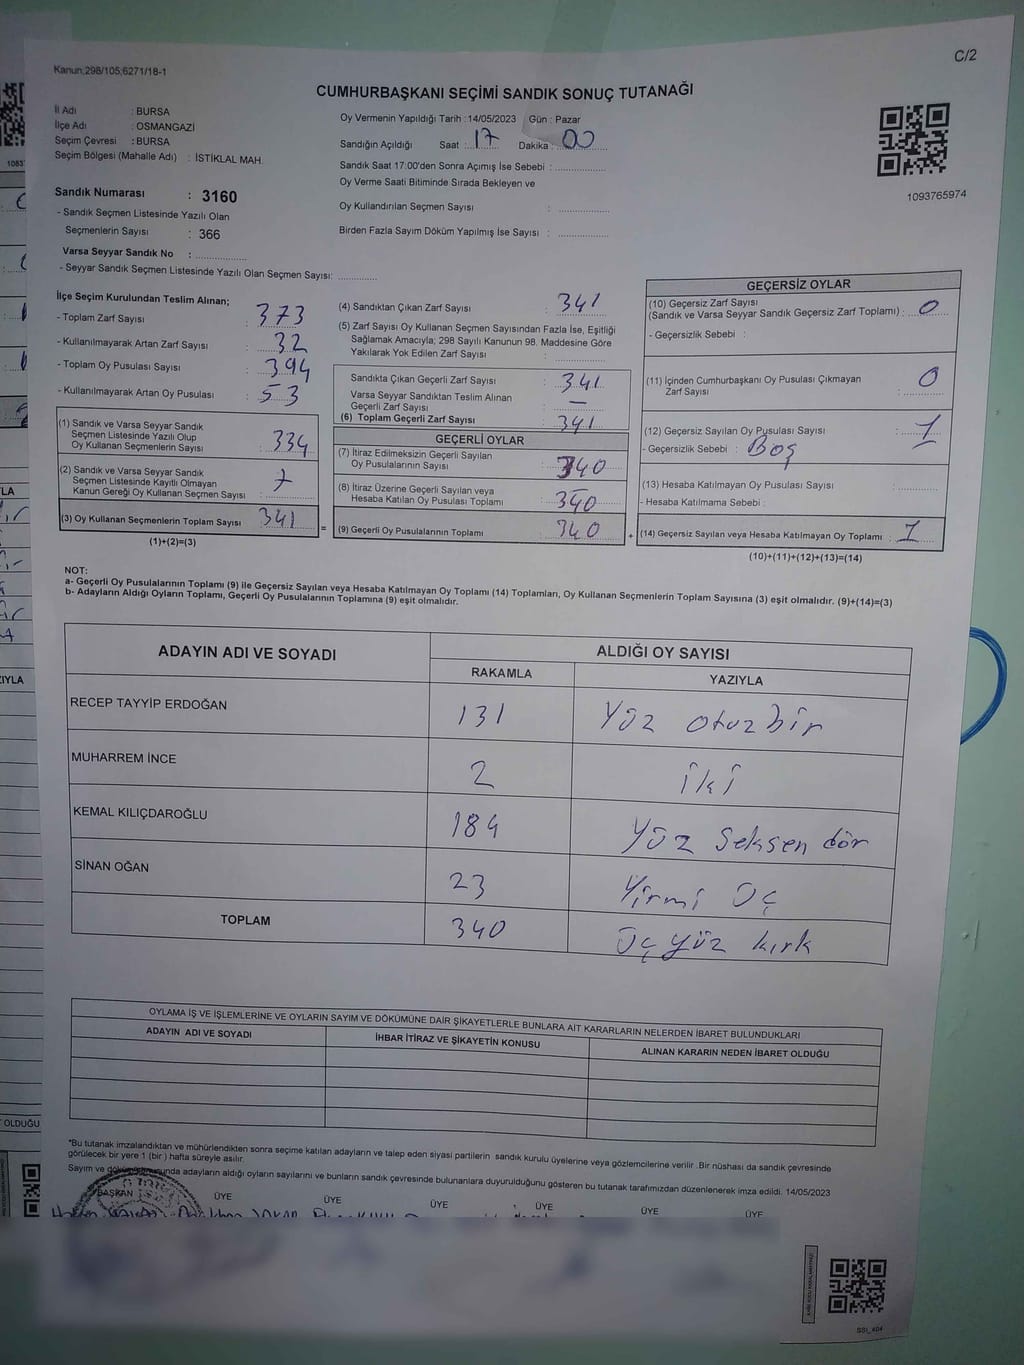 C/2
Kanun,298/105;6271/18-1
CUMHURBAŞKANI SEÇİMİ SANDIK SONUÇ TUTANAĞI
İl Adı : BURSA
İlçe Adı : OSMANGAZİ
Seçim Çevresi : BURSA
Seçim Bölgesi (Mahalle Adı) : İSTİKLAL MAH.
Sandık Numarası : 3160
- Sandık Seçmen Listesinde Yazılı Olan
Seçmenlerin Sayısı : 366
Varsa Seyyar Sandık No :
- Seyyar Sandık Seçmen Listesinde Yazılı Olan Seçmen Sayısı:
Oy Vermenin Yapıldığı Tarih :14/05/2023 Gün : Pazar
Sandığın Açıldığı Saat : 17 Dakika : 00
Sandık Saat 17:00'den Sonra Açımış İse Sebebi :
Oy Verme Saati Bitiminde Sırada Bekleyen ve
Oy Kullandırılan Seçmen Sayısı :
Birden Fazla Sayım Döküm Yapılmış İse Sayısı :
1093765974
İlçe Seçim Kurulundan Teslim Alınan;
- Toplam Zarf Sayısı : 373
- Kullanılmayarak Artan Zarf Sayısı : 32
- Toplam Oy Pusulası Sayısı : 394
- Kullanılmayarak Artan Oy Pusulası : 53
(1) Sandık ve Varsa Seyyar Sandık
Seçmen Listesinde Yazılı Olup
Oy Kullanan Seçmenlerin Sayısı : 334
(2) Sandık ve Varsa Seyyar Sandık
Seçmen Listesinde Kayıtlı Olmayan
Kanun Gereği Oy Kullanan Seçmen Sayısı : 7
(3) Oy Kullanan Seçmenlerin Toplam Sayısı : 341 =
(1)+(2)=(3)
(4) Sandıktan Çıkan Zarf Sayısı : 341
(5) Zarf Sayısı Oy Kullanan Seçmen Sayısından Fazla İse, Eşitliği
Sağlamak Amacıyla; 298 Sayılı Kanunun 98. Maddesine Göre
Yakılarak Yok Edilen Zarf Sayısı :
Sandıkta Çıkan Geçerli Zarf Sayısı : 341
Varsa Seyyar Sandıktan Teslim Alınan
Geçerli Zarf Sayısı : —
(6) Toplam Geçerli Zarf Sayısı : 341
GEÇERLİ OYLAR
(7) İtiraz Edilmeksizin Geçerli Sayılan
Oy Pusulalarının Sayısı : 340
(8) İtiraz Üzerine Geçerli Sayılan veya
Hesaba Katılan Oy Pusulası Toplamı : 340
(9) Geçerli Oy Pusulalarının Toplamı : 340 +
GEÇERSİZ OYLAR
(10) Geçersiz Zarf Sayısı
(Sandık ve Varsa Seyyar Sandık Geçersiz Zarf Toplamı) : 0
- Geçersizlik Sebebi :
(11) İçinden Cumhurbaşkanı Oy Pusulası Çıkmayan
Zarf Sayısı : 0
(12) Geçersiz Sayılan Oy Pusulası Sayısı : 1
- Geçersizlik Sebebi : Boş
(13) Hesaba Katılmayan Oy Pusulası Sayısı :
- Hesaba Katılmama Sebebi :
(14) Geçersiz Sayılan veya Hesaba Katılmayan Oy Toplamı : 1
(10)+(11)+(12)+(13)=(14)
NOT:
a- Geçerli Oy Pusulalarının Toplamı (9) ile Geçersiz Sayılan veya Hesaba Katılmayan Oy Toplamı (14) Toplamları, Oy Kullanan Seçmenlerin Toplam Sayısına (3) eşit olmalıdır. (9)+(14)=(3)
b- Adayların Aldığı Oyların Toplamı, Geçerli Oy Pusulalarının Toplamına (9) eşit olmalıdır.
ADAYIN ADI VE SOYADI ALDIĞI OY SAYISI
RAKAMLA YAZIYLA
RECEP TAYYİP ERDOĞAN 131 Yüz otuzbir
MUHARREM İNCE 2 iki
KEMAL KILIÇDAROĞLU 184 Yüz Seksen dör
SİNAN OĞAN 23 Yirmi Üç
TOPLAM 340 Üç yüz kırk
OYLAMA İŞ VE İŞLEMLERİNE VE OYLARIN SAYIM VE DÖKÜMÜNE DAİR ŞİKAYETLERLE BUNLARA AİT KARARLARIN NELERDEN İBARET BULUNDUKLARI
ADAYIN ADI VE SOYADI İHBAR İTİRAZ VE ŞİKAYETİN KONUSU ALINAN KARARIN NEDEN İBARET OLDUĞU
*Bu tutanak imzalandıktan ve mühürlendikten sonra seçime katılan adayların ve talep eden siyasi partilerin sandık kurulu üyelerine veya gözlemcilerine verilir .Bir nüshası da sandık çevresinde
görülecek bir yere 1 (bir ) hafta süreyle asılır.
Sayım ve adayların aldığı oyların sayılarını ve bunların sandık çevresinde bulunanlara duyurulduğunu gösteren bu tutanak tarafımızdan düzenlenerek imza edildi. 14/05/2023
BAŞKAN ÜYE ÜYE ÜYE ÜYE ÜYE ÜYE
SSI_404